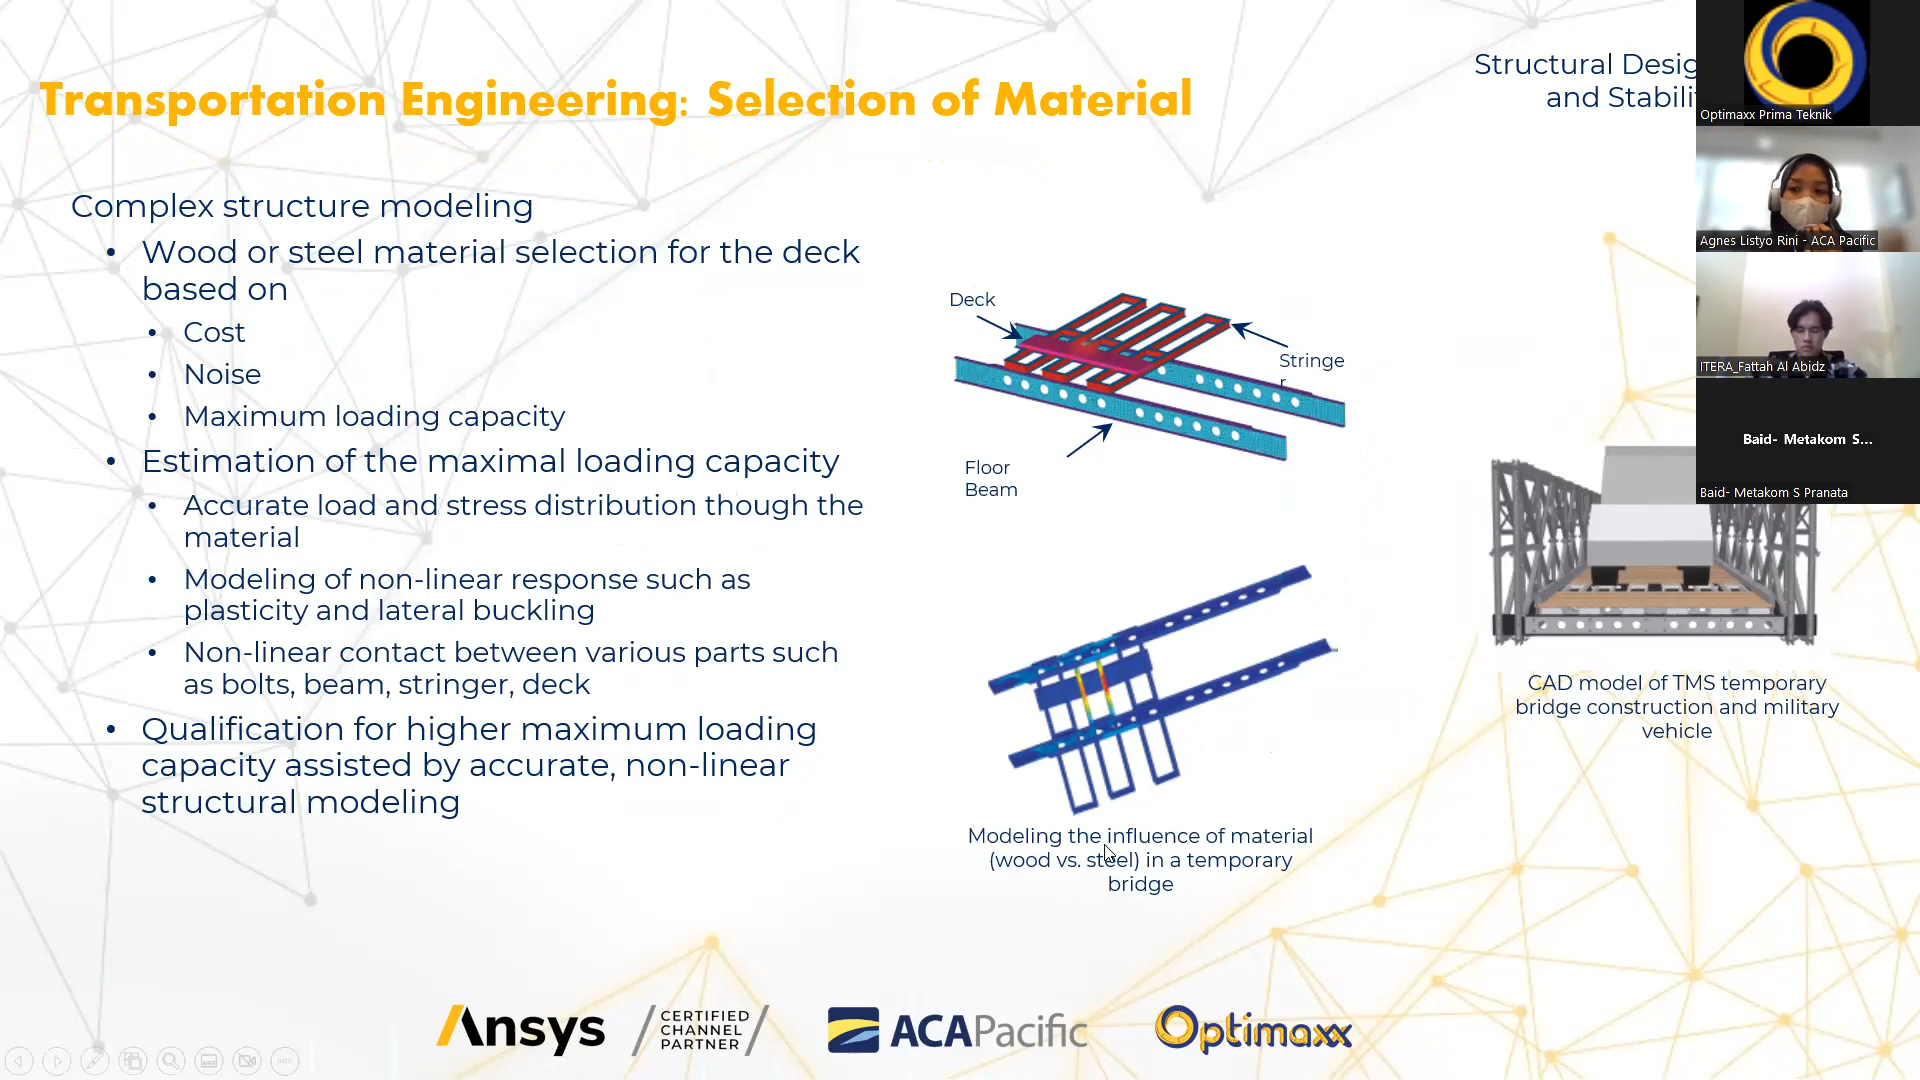 Transportation Engineering: Selection of Material
Structural Desig
and Stabili
Complex structure modeling
• Wood or steel material selection for the deck
based on
• Cost
• Noise
• Maximum loading capacity
• Estimation of the maximal loading capacity
• Accurate load and stress distribution though the
material
• Modeling of non-linear response such as
plasticity and lateral buckling
• Non-linear contact between various parts such
as bolts, beam, stringer, deck
• Qualification for higher maximum loading
capacity assisted by accurate, non-linear
structural modeling
Deck
Stringe
r
Floor
Beam
Modeling the influence of material
(wood vs. steel) in a temporary
bridge
CAD model of TMS temporary
bridge construction and military
vehicle
Optimaxx Prima Teknik
Agnes Listyo Rini - ACA Pacific
ITERA_Fattah Al Abidz
Baid- Metakom S...
Baid- Metakom S Pranata
Ansys
CERTIFIED
CHANNEL
PARTNER
ACAPacific
Optimaxx